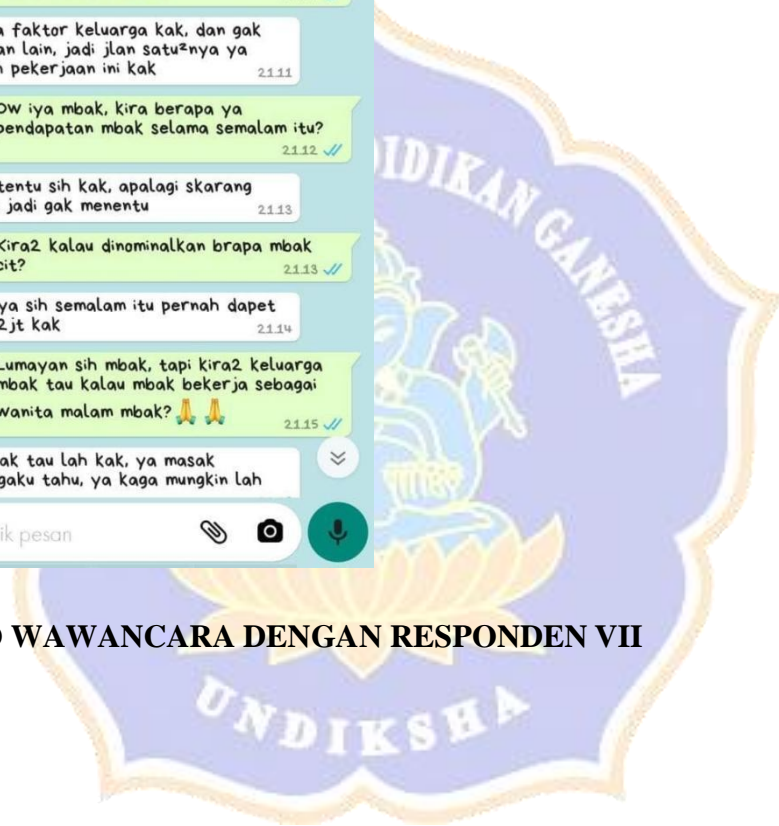 faktor keluarga kak, dan gak
an lain, jadi jlan satu²nya ya
pekerjaan ini kak
21.11
ow iya mbak, kira berapa ya
pendapatan mbak selama semalam itu?
21.12
tentu sih kak, apalagi skarang
jadi gak menentu
21.13
Kira2 kalau dinominalkan brapa mbak
cit?
21.13
ya sih semalam itu pernah dapet
2jt kak
21.14
Lumayan sih mbak, tapi kira2 keluarga
mbak tau kalau mbak bekerja sebagai
wanita malam mbak? 🙏 🙏
21.15
ak tau lah kak, ya masak
gaku tahu, ya kaga mungkin lah
ik pesan
WAWANCARA DENGAN RESPONDEN VII
IDIKAN GANESHA
UNDIKSHA